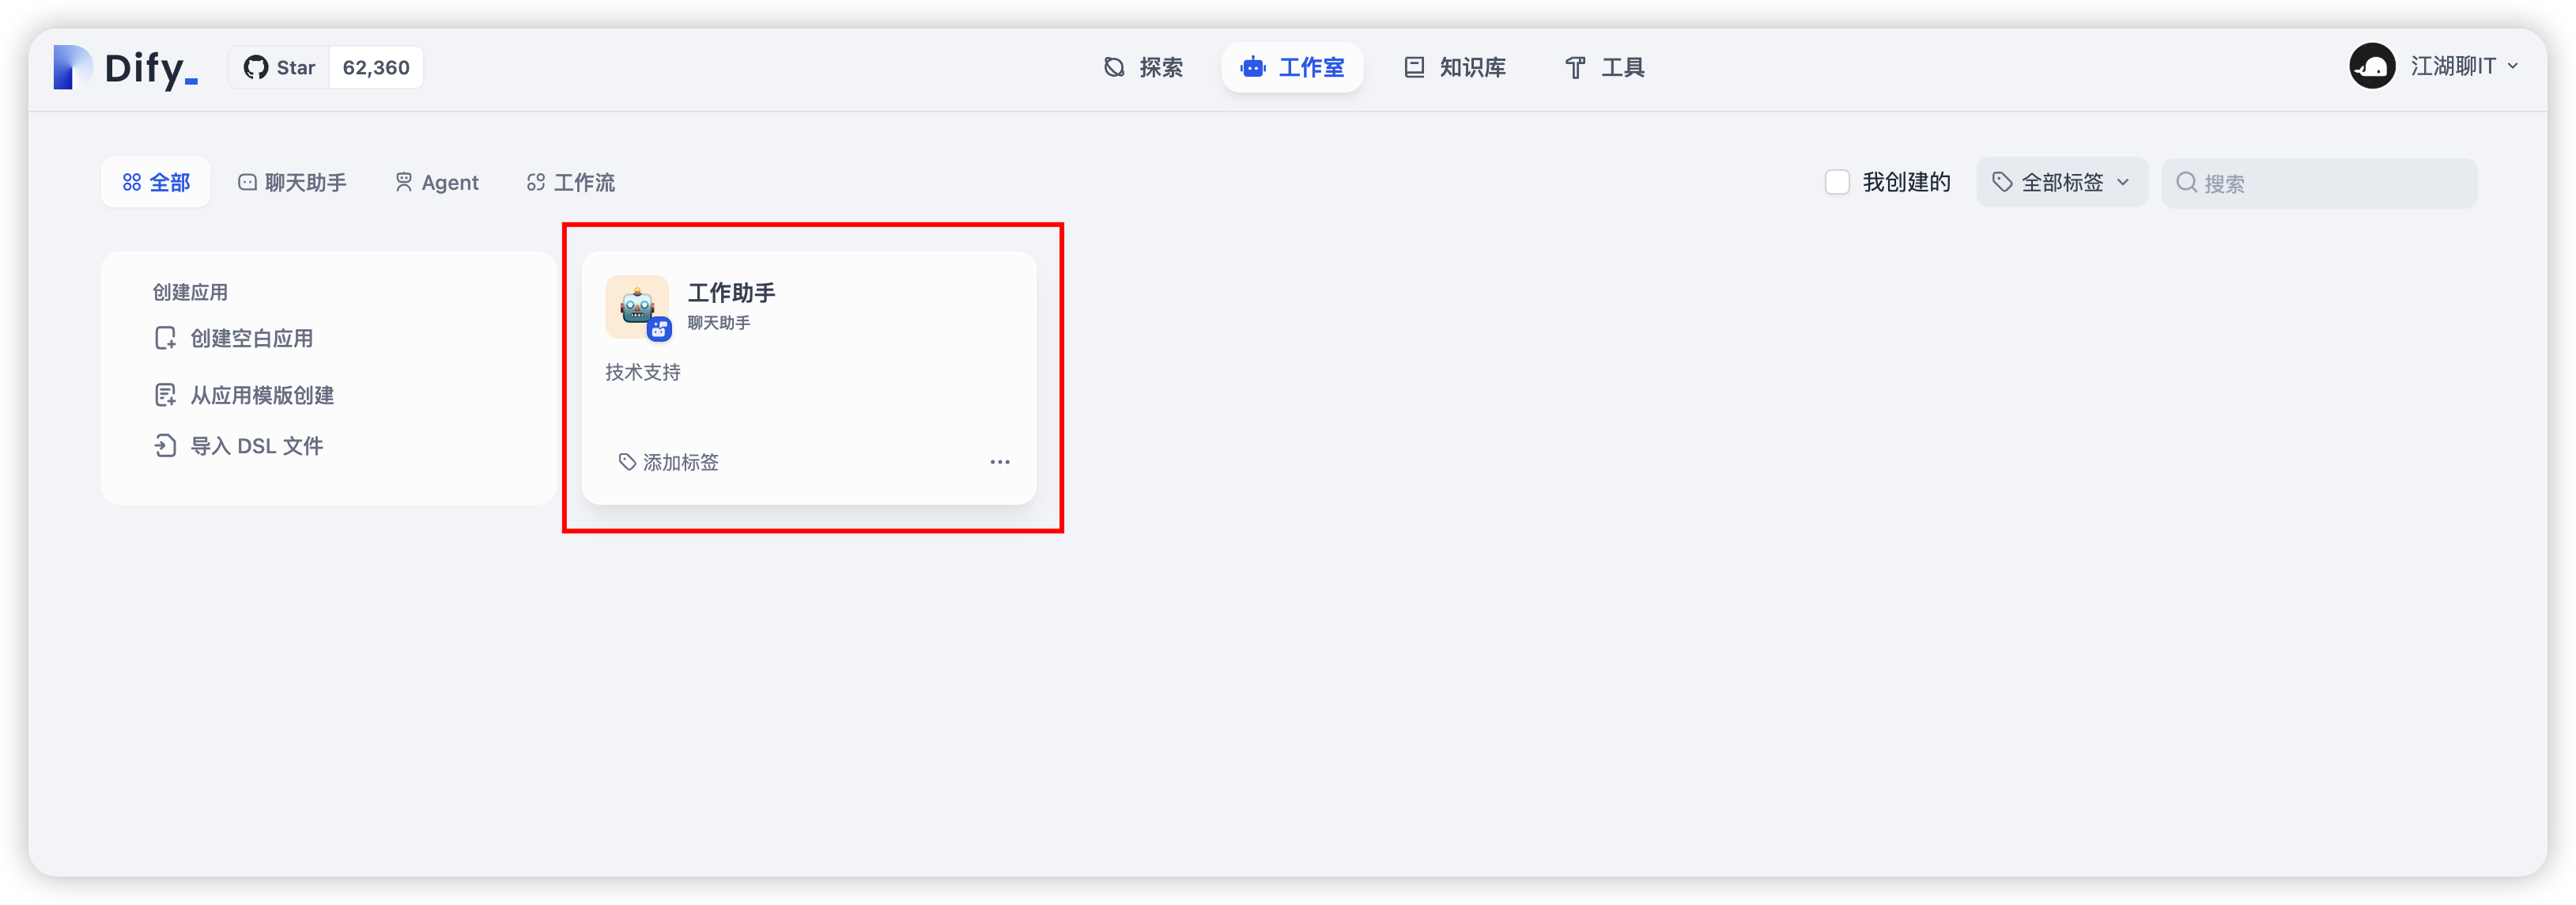 Dify_ Star 62,360 探索 工作室 知识库 工具 江湖聊IT
全部 聊天助手 Agent 工作流 我创建的 全部标签 搜索
创建应用
创建空白应用
从应用模版创建
导入 DSL 文件
工作助手
聊天助手
技术支持
添加标签